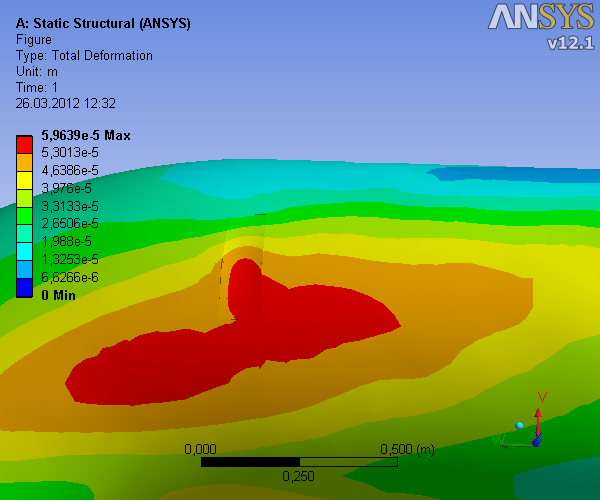 A: Static Structural (ANSYS)
Figure
Type: Total Deformation
Unit: m
Time: 1
26.03.2012 12:32
ANSYS
v12.1
5,9639e-5 Max
5,3013e-5
4,6386e-5
3,976e-5
3,3133e-5
2,6506e-5
1,988e-5
1,3253e-5
6,6266e-6
0 Min
0,000
0,500 (m)
0,250
V
W